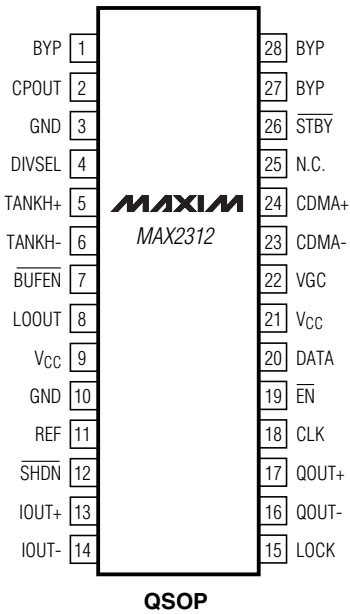 BYP 1
CPOUT 2
GND 3
DIVSEL 4
TANKH+ 5
TANKH- 6
BUFEN 7
LOOUT 8
VCC 9
GND 10
REF 11
SHDN 12
IOUT+ 13
IOUT- 14
MAXIM
MAX2312
28 BYP
27 BYP
26 STBY
25 N.C.
24 CDMA+
23 CDMA-
22 VGC
21 VCC
20 DATA
19 EN
18 CLK
17 QOUT+
16 QOUT-
15 LOCK
QSOP